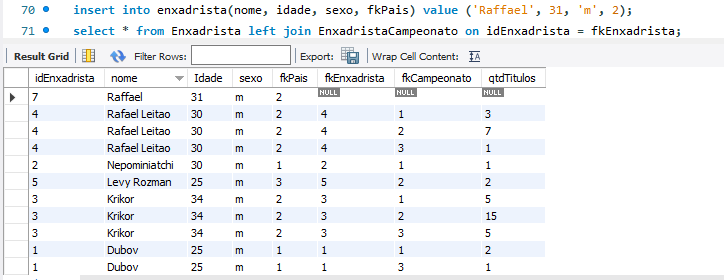 70 insert into enxadrista(nome, idade, sexo, fkPais) value ('Raffael', 31, 'm', 2);
71 select * from Enxadrista left join EnxadristaCampeonato on idEnxadrista = fkEnxadrista;
Result Grid Filter Rows: Export: Wrap Cell Content: IA
idEnxadrista nome Idade sexo fkPais fkEnxadrista fkCampeonato qtdTitulos
7 Raffael 31 m 2 NULL NULL NULL
4 Rafael Leitao 30 m 2 4 1 3
4 Rafael Leitao 30 m 2 4 2 7
4 Rafael Leitao 30 m 2 4 3 1
2 Nepominiatchi 30 m 1 2 1 1
5 Levy Rozman 25 m 3 5 2 2
3 Krikor 34 m 2 3 1 5
3 Krikor 34 m 2 3 2 15
3 Krikor 34 m 2 3 3 5
1 Dubov 25 m 1 1 1 2
1 Dubov 25 m 1 1 3 1